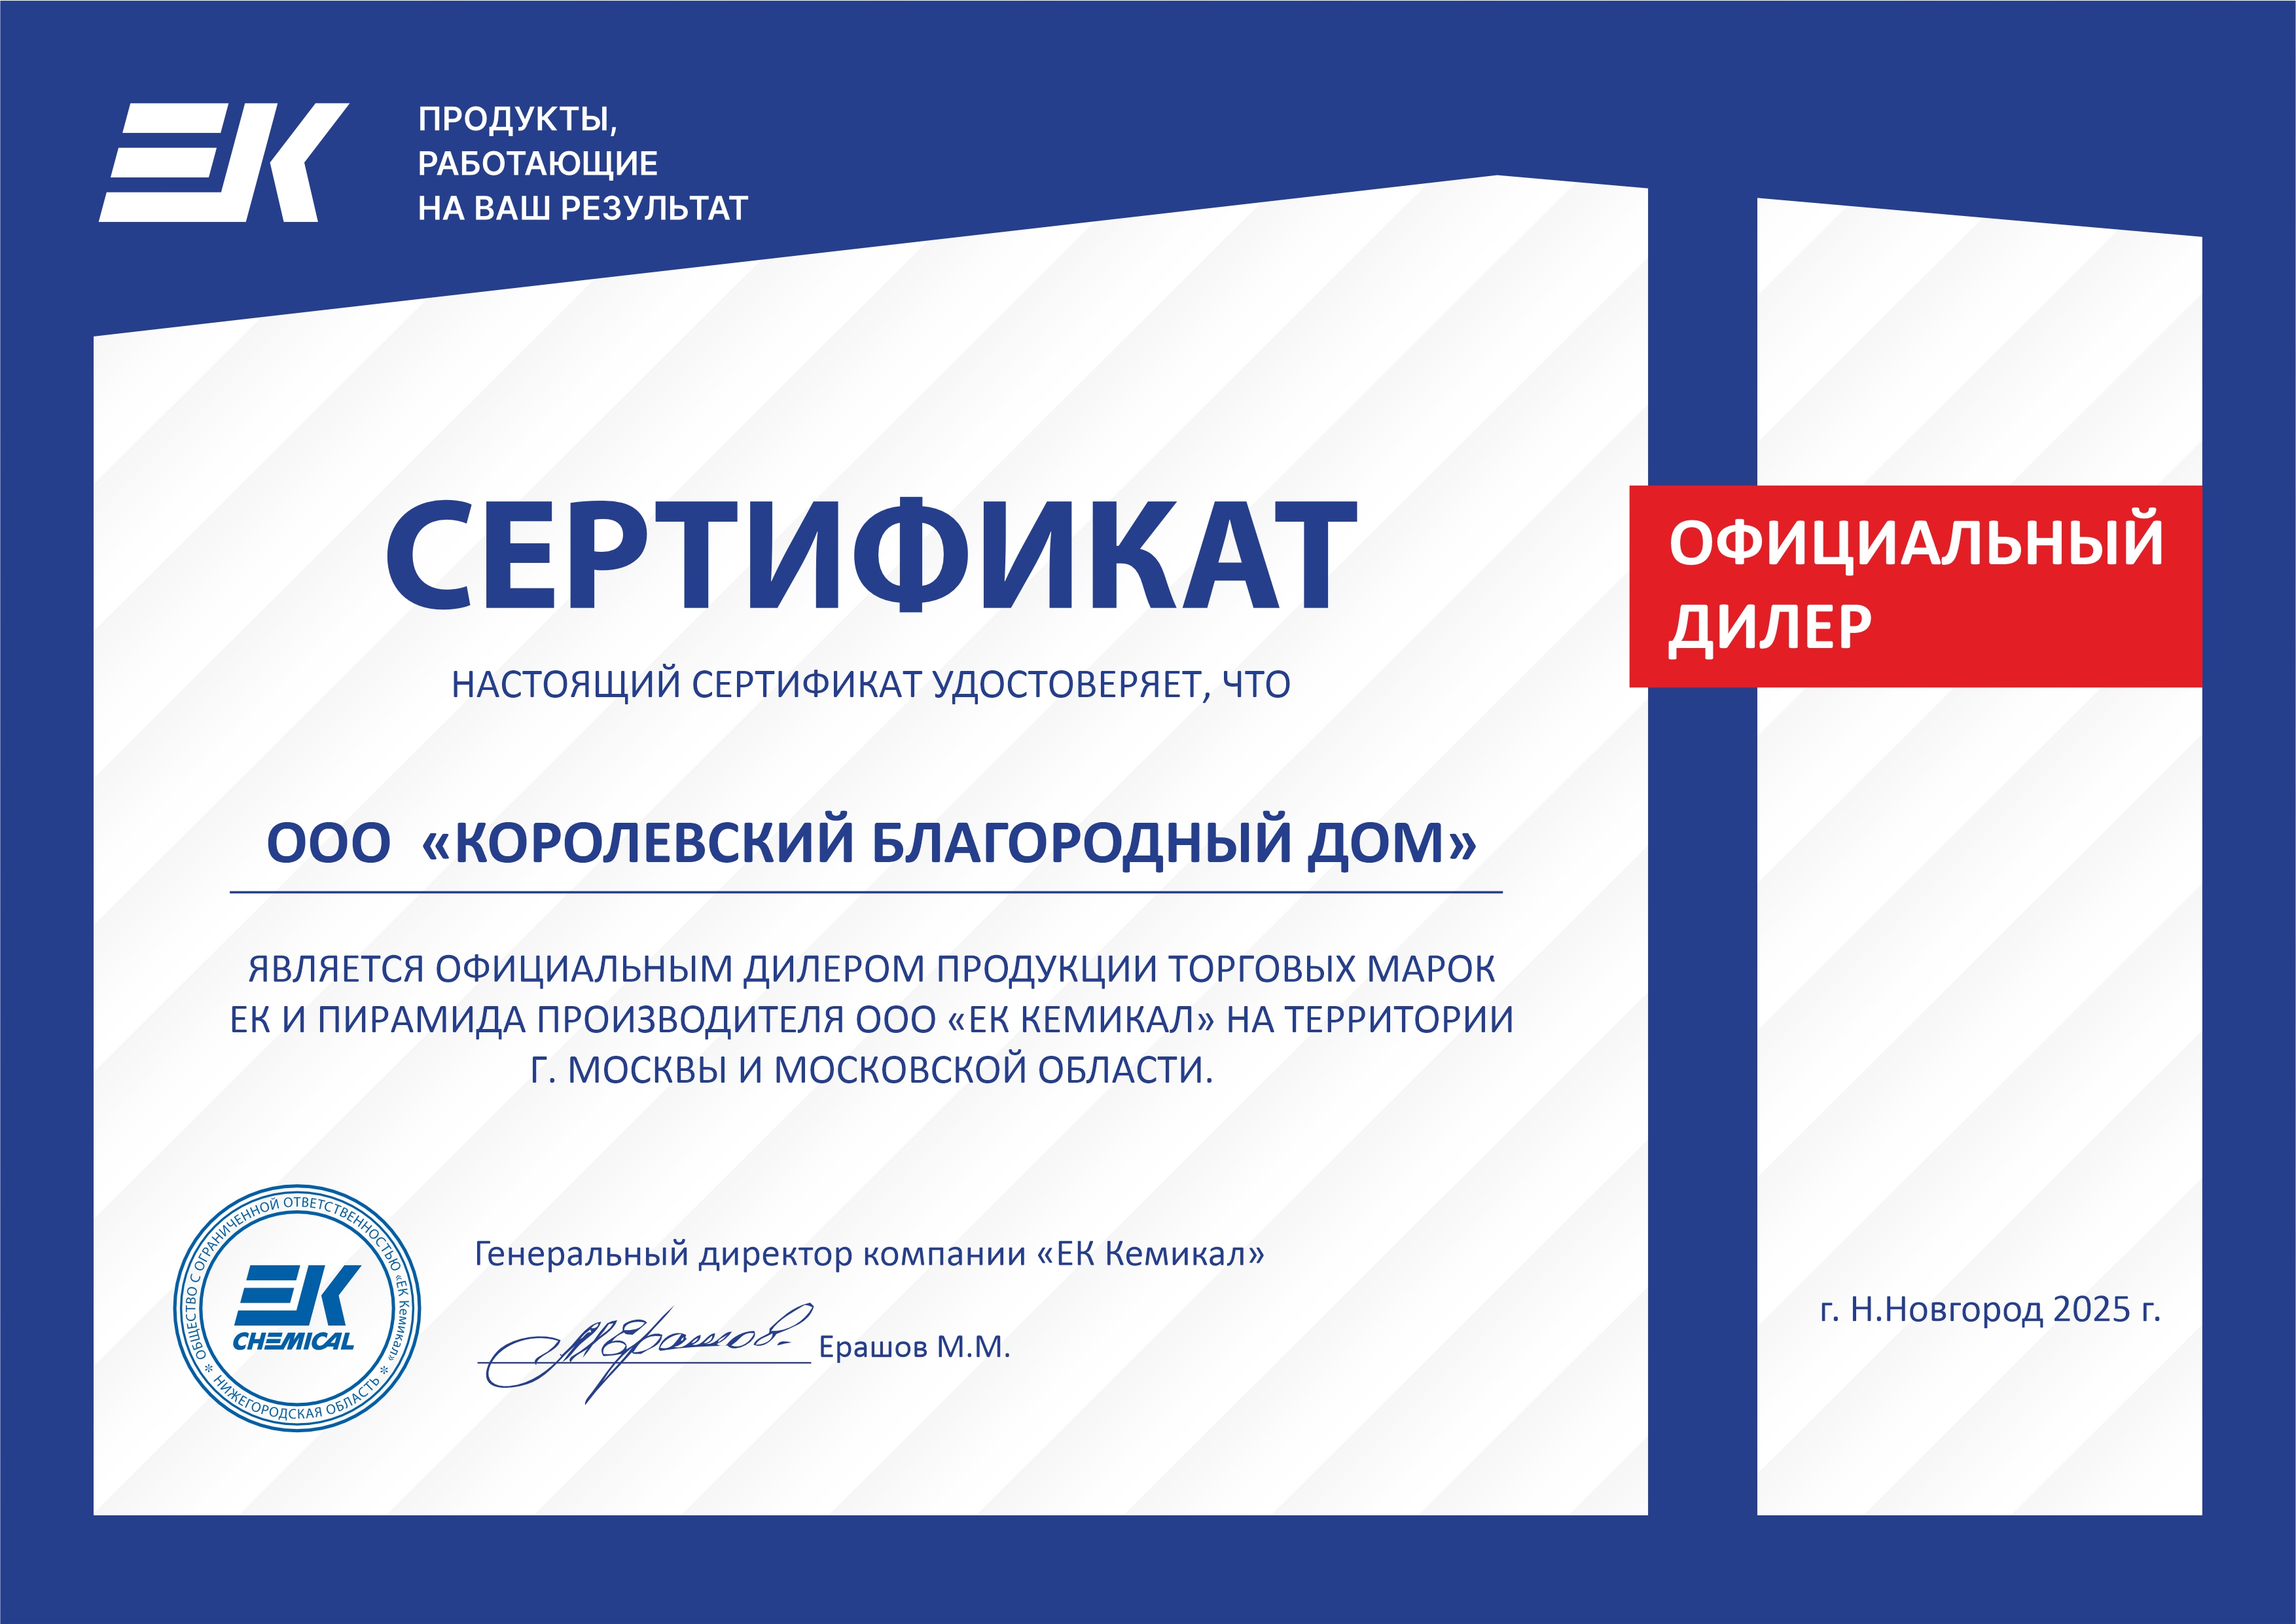 ЕК
ПРОДУКТЫ,
РАБОТАЮЩИЕ
НА ВАШ РЕЗУЛЬТАТ
СЕРТИФИКАТ
ОФИЦИАЛЬНЫЙ
ДИЛЕР
НАСТОЯЩИЙ СЕРТИФИКАТ УДОСТОВЕРЯЕТ, ЧТО
ООО «КОРОЛЕВСКИЙ БЛАГОРОДНЫЙ ДОМ»
ЯВЛЯЕТСЯ ОФИЦИАЛЬНЫМ ДИЛЕРОМ ПРОДУКЦИИ ТОРГОВЫХ МАРОК
ЕК И ПИРАМИДА ПРОИЗВОДИТЕЛЯ ООО «ЕК КЕМИКАЛ» НА ТЕРРИТОРИИ
Г. МОСКВЫ И МОСКОВСКОЙ ОБЛАСТИ.
ОБЩЕСТВО С ОГРАНИЧЕННОЙ ОТВЕТСТВЕННОСТЬЮ «ЕК Кемикал»
ЕК
CHEMICAL
НИЖЕГОРОДСКАЯ ОБЛАСТЬ
Генеральный директор компании «ЕК Кемикал»
МЕрашов Ерашов М.М.
г. Н.Новгород 2025 г.